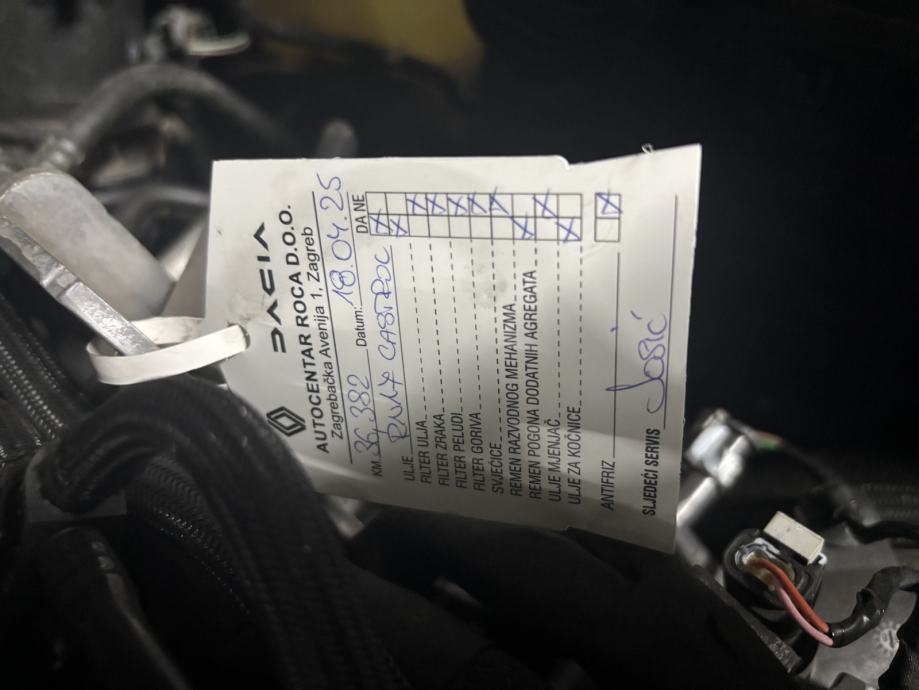 DACIA
AUTOCENTAR ROCA D.O.O.
Zagrebačka Avenija 1, Zagreb
KM 36.382 Datum: 18.04.25
DA NE
ULJE CASTROL
FILTER ULJA
FILTER ZRAKA
FILTER PELUDI
FILTER GORIVA
SVJEĆICE
REMEN RAZVODNOG MEHANIZMA
REMEN POGONA DODATNIH AGREGATA
ULJE MJENJAČ
ULJE ZA KOČNICE
ANTIFRIZ
SLJEDEĆI SERVIS